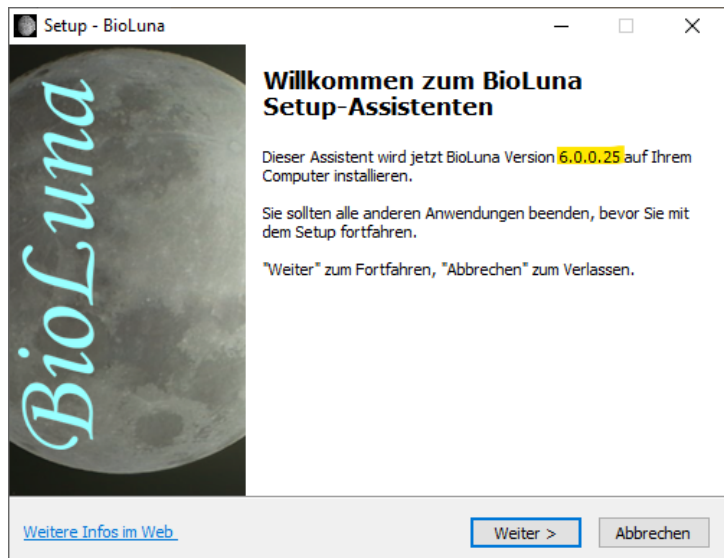 Setup - BioLuna
BioLuna
Willkommen zum BioLuna
Setup-Assistenten
Dieser Assistent wird jetzt BioLuna Version 6.0.0.25 auf Ihrem
Computer installieren.
Sie sollten alle anderen Anwendungen beenden, bevor Sie mit
dem Setup fortfahren.
"Weiter" zum Fortfahren, "Abbrechen" zum Verlassen.
Weitere Infos im Web
Weiter >
Abbrechen